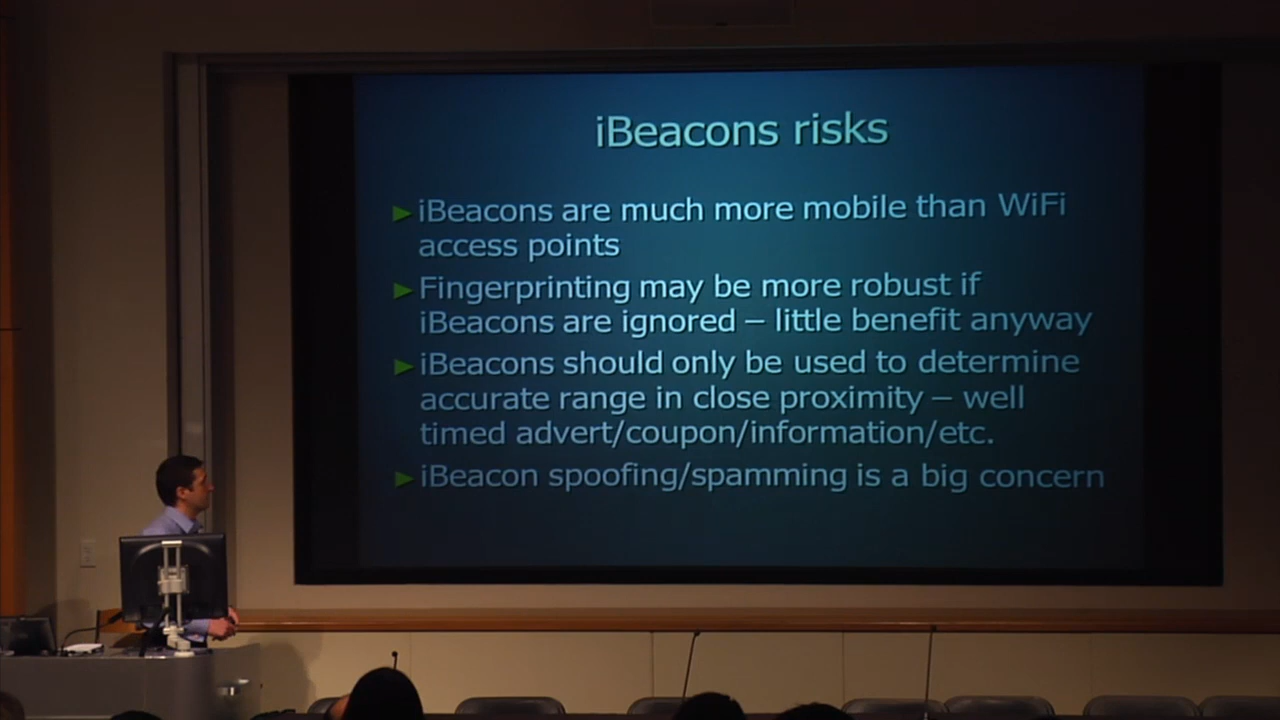 iBeacons risks
iBeacons are much more mobile than WiFi
access points
Fingerprinting may be more robust if
iBeacons are ignored – little benefit anyway
iBeacons should only be used to determine
accurate range in close proximity – well
timed advert/coupon/information/etc.
iBeacon spoofing/spamming is a big concern